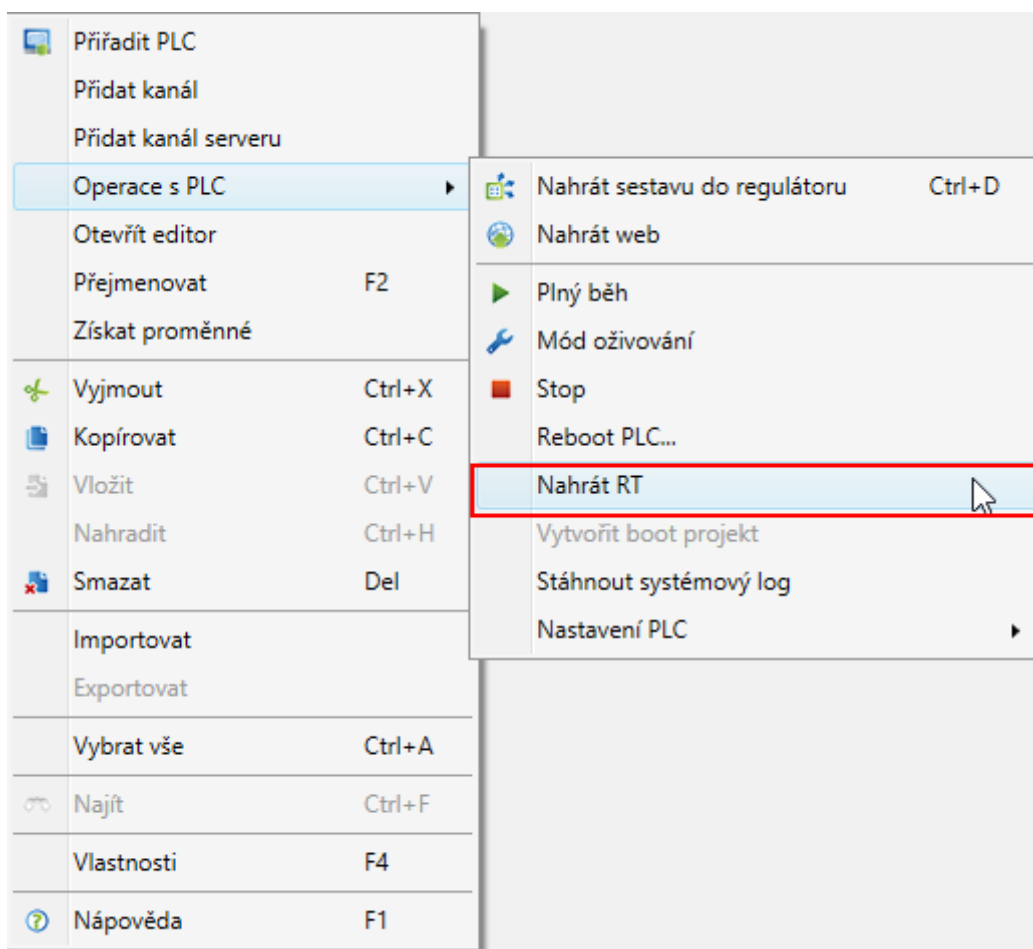 Přiřadit PLC
Přidat kanál
Přidat kanál serveru
Operace s PLC
Otevřít editor
Přejmenovat F2
Získat proměnné
Vyjmout Ctrl+X
Kopírovat Ctrl+C
Vložit Ctrl+V
Nahradit Ctrl+H
Smazat Del
Importovat
Exportovat
Vybrat vše Ctrl+A
Najít Ctrl+F
Vlastnosti F4
Nápověda F1
Nahrát sestavu do regulátoru Ctrl+D
Nahrát web
Plný běh
Mód oživování
Stop
Reboot PLC...
Nahrát RT
Vytvořit boot projekt
Stáhnout systémový log
Nastavení PLC